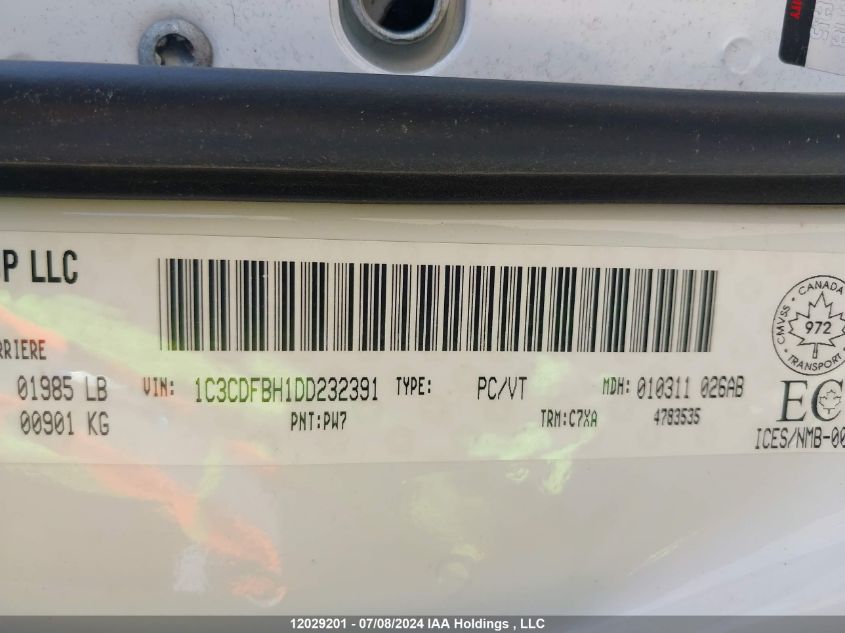 P LLC
RRIERE
01985 LB
00901 KG
VIN: 1C3CDFBH1DD232391 TYPE: PC/VT MDH: 010311 026AB
PNT:PW7 TRM:C7XA 4783535
CMVSS CANADA
972
TRANSPORT
EC
ICES/NMB-00
12029201 - 07/08/2024 IAA Holdings , LLC